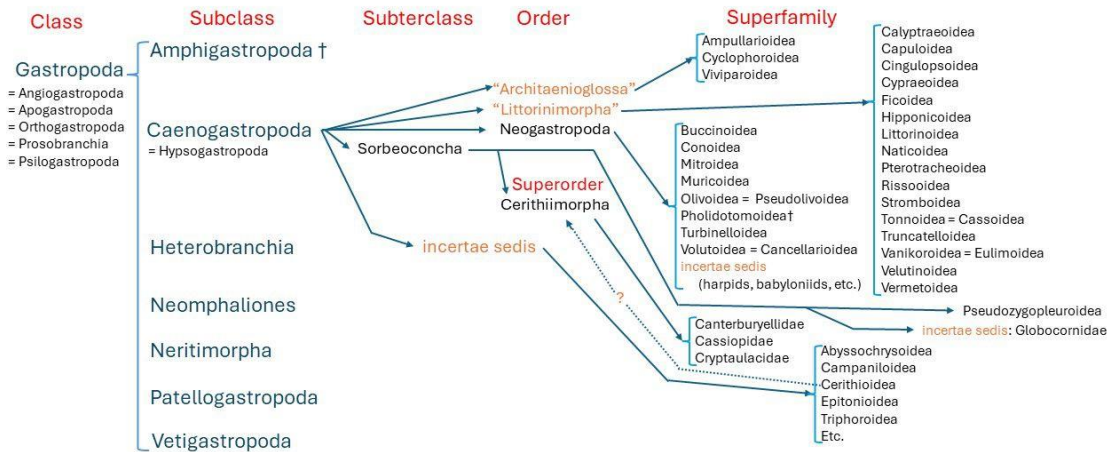 Class
Subclass
Subterclass
Order
Superfamily
Gastropoda
= Angiogastropoda
= Apogastropoda
= Orthogastropoda
= Prosobranchia
= Psilogastropoda
Amphigastropoda †
Caenogastropoda
= Hypsogastropoda
Heterobranchia
Neomphaliones
Neritimorpha
Patellogastropoda
Vetigastropoda
Sorbeoconcha
incertae sedis
"Architaenioglossa"
"Littorinimorpha"
Neogastropoda
Superorder
Cerithiimorpha
?
Ampullarioidea
Cyclophoroidea
Viviparoidea
Buccinoidea
Conoidea
Mitroidea
Muricoidea
Olivoidea = Pseudolivoidea
Pholidotomoidea†
Turbinelloidea
Volutoidea = Cancellarioidea
incertae sedis
(harpids, babyloniids, etc.)
Canterburyellidae
Cassiopidae
Cryptaulacidae
Calyptraeoidea
Capuloidea
Cingulopsoidea
Cypraeoidea
Ficoidea
Hipponicoidea
Littorinoidea
Naticoidea
Pterotracheoidea
Rissooidea
Stromboidea
Tonnoidea = Cassoidea
Truncatelloidea
Vanikoroidea = Eulimoidea
Velutinoidea
Vermetoidea
Pseudozygopleuroidea
incertae sedis: Globocornidae
Abyssochrysoidea
Campaniloidea
Cerithioidea
Epitonioidea
Triphoroidea
Etc.